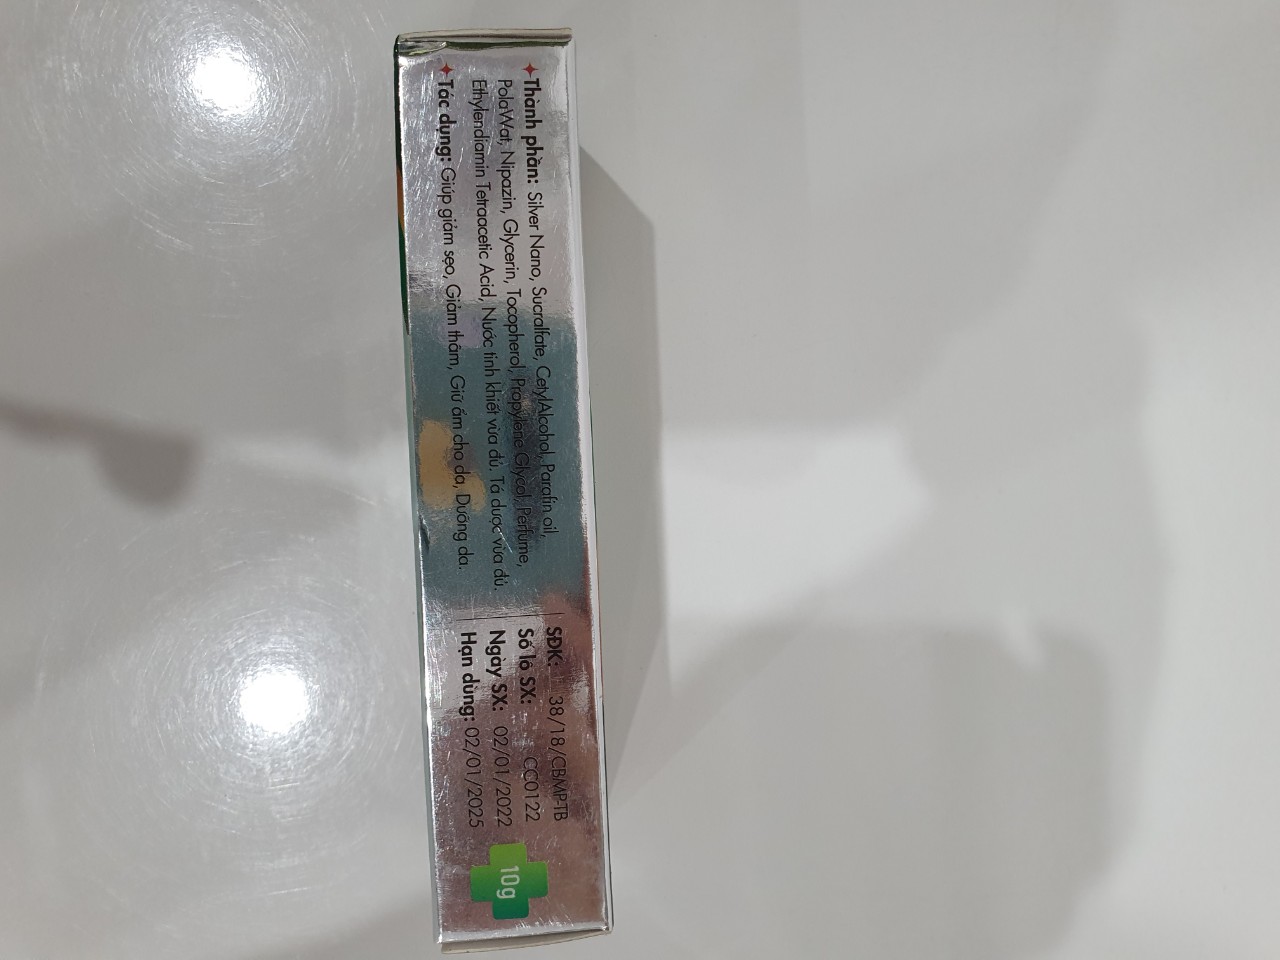 Thành phần: Silver Nano, Sucralfate, CetylAlcohol, Parafin oil,
PolaWat, Nipazin, Glycerin, Tocopherol, Propylene Glycol, Perfume,
Ethylendiamin Tetraacetic Acid, Nước tinh khiết vừa đủ. Tá dược vừa đủ.
Tác dụng: Giúp giảm sẹo, Giảm thâm, Giữ ẩm cho da, Dưỡng da.
SĐK: 38/18/CBMP-TB
Số lô SX: CC0122
Ngày SX: 02/01/2022
Hạn dùng: 02/01/2025
10g